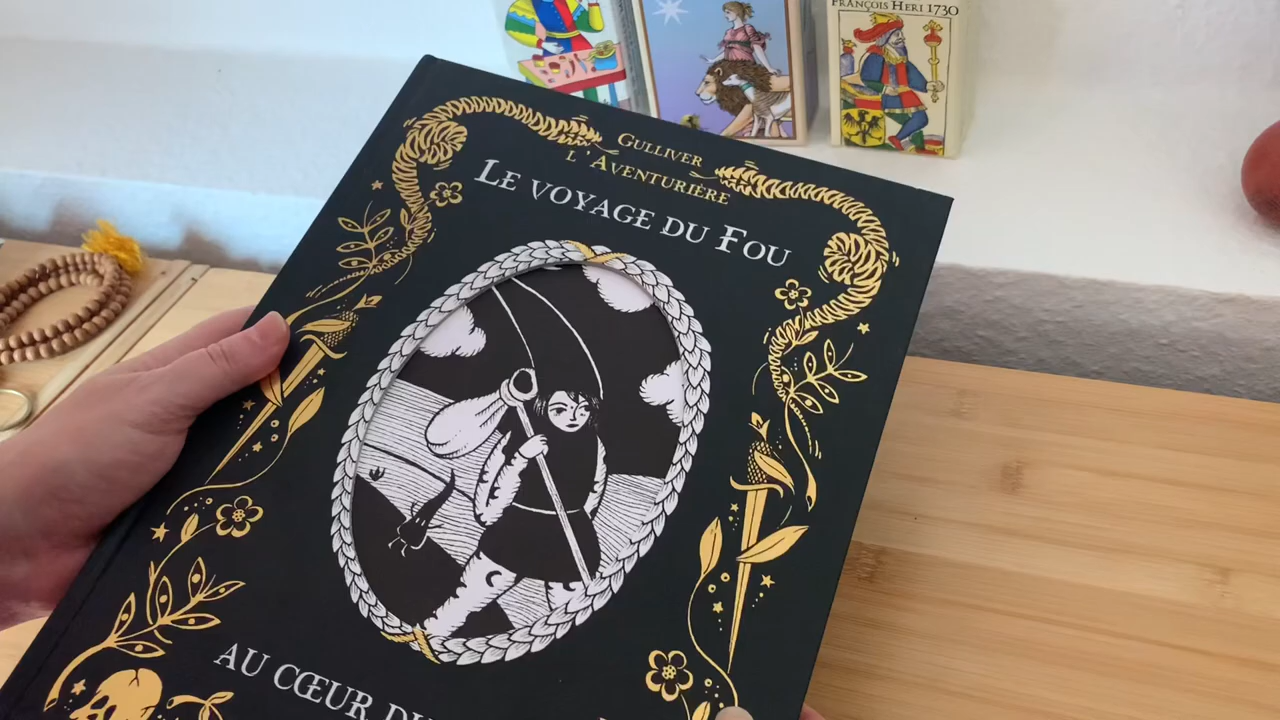 FRANÇOIS HERI 1730
GULLIVER
L'AVENTURIÈRE
LE VOYAGE DU FOU
AU CŒUR DU